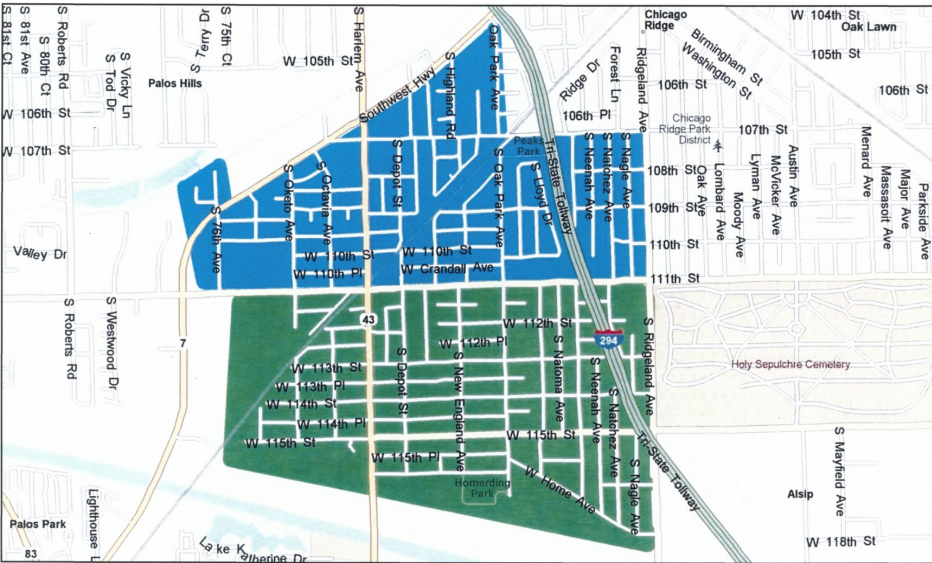 S 81st Ct
S 81st Ave
S 80th Ct
S Roberts Rd
S Tod Dr
S Vicky Ln
S Terry Dr
S 75th Ct
W 105th St
Palos Hills
W 106th St
W 107th St
S Harlem Ave
Southwest Hwy
S Highland Rd
Oak Park Ave
Chicago
Ridge
W 104th St
Oak Lawn
105th St
Birmingham St
Washington St
106th St
106th St
Ridge Dr
Forest Ln
Ridgeland Ave
106th Pl
Chicago
Ridge Park
District
107th St
Peaks
Park
Tri-State Tollway
S Depot St
S Oketo Ave
S Octavia Ave
S 76th Ave
S Oak Park Ave
S Lloyd Dr
S Neenah Ave
S Natchez Ave
S Nagle Ave
108th St
109th St
110th St
111th St
Oak Ave
Lombard Ave
Moody Ave
Lyman Ave
McVicker Ave
Austin Ave
Menard Ave
Massasoit Ave
Major Ave
Parkside Ave
Valley Dr
W 110th St
W 110th Pl
W 110th St
W Crandall Ave
S Roberts Rd
S Westwood Dr
7
43
W 112th St
W 112th Pl
294
Holy Sepulchre Cemetery
W 113th St
W 113th Pl
W 114th St
W 114th Pl
W 115th St
S Depot St
S New England Ave
S Natoma Ave
S Neenah Ave
S Natchez Ave
S Ridgeland Ave
W 115th St
W 115th Pl
Homerding
Park
W Home Ave
S Nagle Ave
Tri-State Tollway
S Mayfield Ave
Alsip
W 118th St
Palos Park
83
Lighthouse L
Lake Katherine Dr